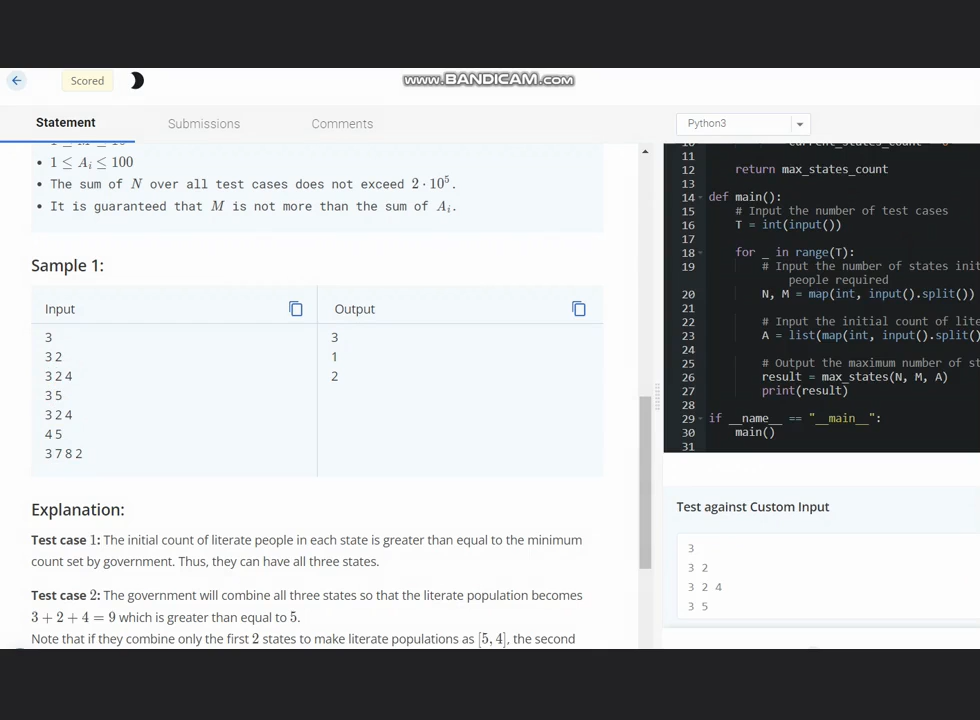 www.BANDICAM.com
Scored
Statement
Submissions
Comments
Python3
• 1 ≤ Aᵢ ≤ 100
• The sum of N over all test cases does not exceed 2 · 10⁵.
• It is guaranteed that M is not more than the sum of Aᵢ.
Sample 1:
Input
Output
3
3 2
3 2 4
3 5
3 2 4
4 5
3 7 8 2
3
1
2
Explanation:
Test case 1: The initial count of literate people in each state is greater than equal to the minimum
count set by government. Thus, they can have all three states.
Test case 2: The government will combine all three states so that the literate population becomes
3 + 2 + 4 = 9 which is greater than equal to 5.
Note that if they combine only the first 2 states to make literate populations as [5, 4], the second
11
12 return max_states_count
13
14 def main():
15 # Input the number of test cases
16 T = int(input())
17
18 for _ in range(T):
19 # Input the number of states init
people required
20 N, M = map(int, input().split())
21
22 # Input the initial count of lite
23 A = list(map(int, input().split()
24
25 # Output the maximum number of st
26 result = max_states(N, M, A)
27 print(result)
28
29 if __name__ == "__main__":
30 main()
31
Test against Custom Input
3
3 2
3 2 4
3 5